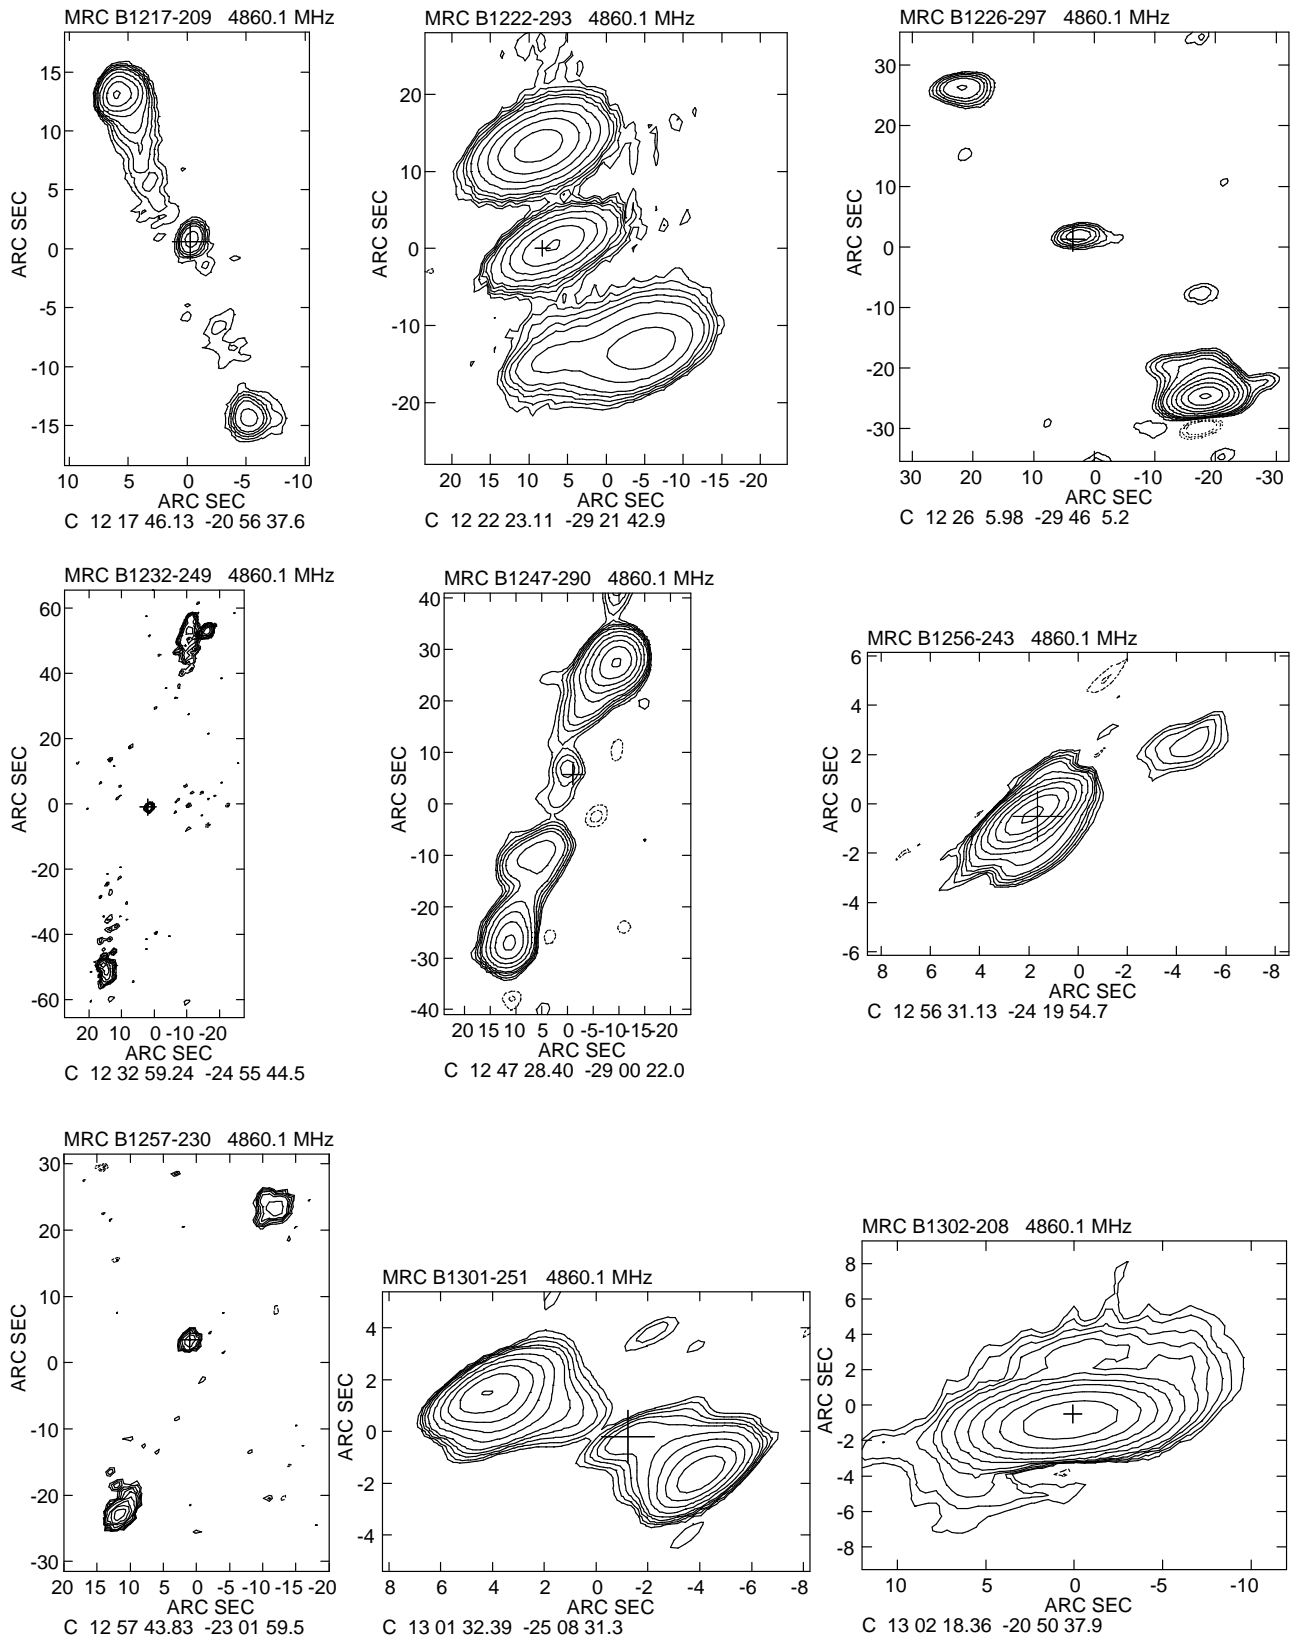 MRC B1217-209 4860.1 MHz
15
10
5
0
-5
-10
-15
ARC SEC
10 5 0 -5 -10
ARC SEC
C 12 17 46.13 -20 56 37.6
MRC B1222-293 4860.1 MHz
20
10
0
-10
-20
ARC SEC
20 15 10 5 0 -5 -10 -15 -20
ARC SEC
C 12 22 23.11 -29 21 42.9
MRC B1226-297 4860.1 MHz
30
20
10
0
-10
-20
-30
ARC SEC
30 20 10 0 -10 -20 -30
ARC SEC
C 12 26 5.98 -29 46 5.2
MRC B1232-249 4860.1 MHz
60
40
20
0
-20
-40
-60
ARC SEC
20 10 0 -10 -20
ARC SEC
C 12 32 59.24 -24 55 44.5
MRC B1247-290 4860.1 MHz
40
30
20
10
0
-10
-20
-30
-40
ARC SEC
20 15 10 5 0 -5 -10 -15 -20
ARC SEC
C 12 47 28.40 -29 00 22.0
MRC B1256-243 4860.1 MHz
6
4
2
0
-2
-4
-6
ARC SEC
8 6 4 2 0 -2 -4 -6 -8
ARC SEC
C 12 56 31.13 -24 19 54.7
MRC B1257-230 4860.1 MHz
30
20
10
0
-10
-20
-30
ARC SEC
20 15 10 5 0 -5 -10 -15 -20
ARC SEC
C 12 57 43.83 -23 01 59.5
MRC B1301-251 4860.1 MHz
4
2
0
-2
-4
ARC SEC
8 6 4 2 0 -2 -4 -6 -8
ARC SEC
C 13 01 32.39 -25 08 31.3
MRC B1302-208 4860.1 MHz
8
6
4
2
0
-2
-4
-6
-8
ARC SEC
10 5 0 -5 -10
ARC SEC
C 13 02 18.36 -20 50 37.9